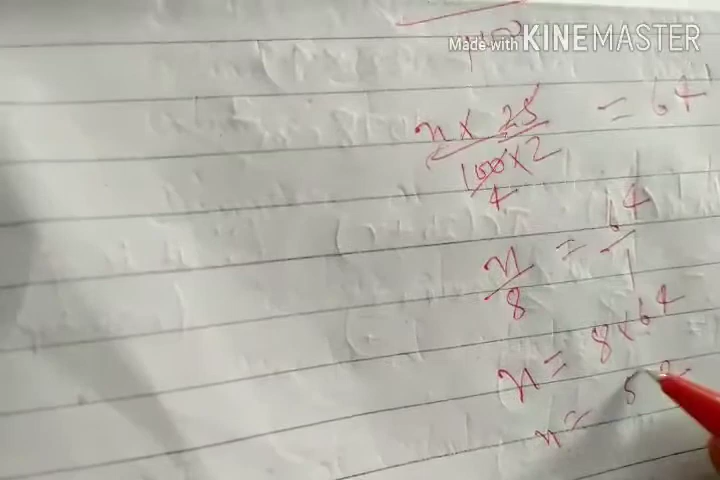 Made with KINEMASTER
n × 25 = 64
100 × 2
4
n/8 = 64/1
n = 8 × 64
n =